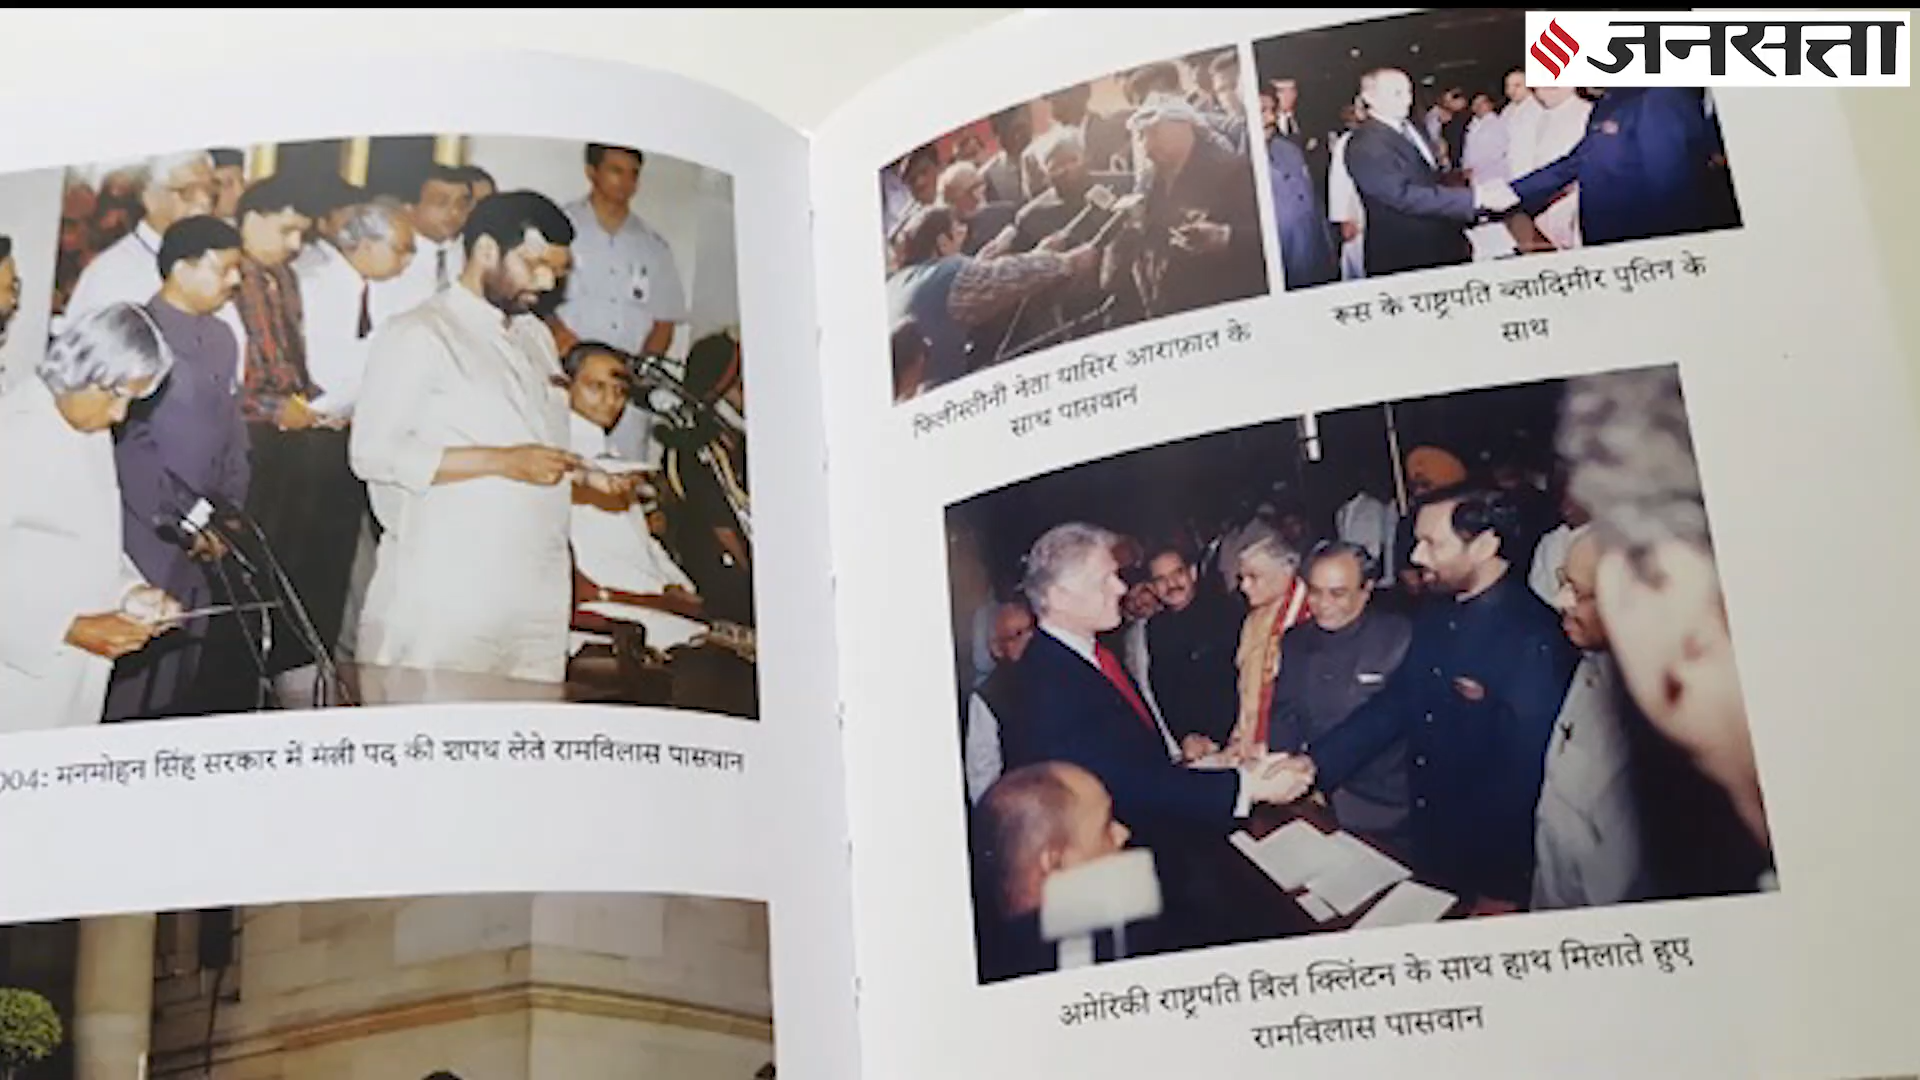 जनसत्ता
004: मनमोहन सिंह सरकार में मंत्री पद की शपथ लेते रामविलास पासवान
फिलीस्तीनी नेता यासिर आराफ़ात के
साथ पासवान
रूस के राष्ट्रपति ब्लादिमीर पुतिन के
साथ
अमेरिकी राष्ट्रपति बिल क्लिंटन के साथ हाथ मिलाते हुए
रामविलास पासवान